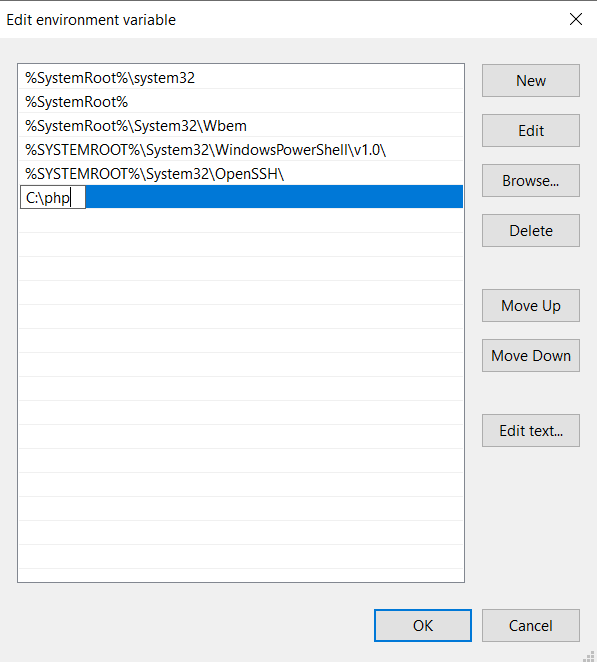 Edit environment variable
%SystemRoot%\system32
%SystemRoot%
%SystemRoot%\System32\Wbem
%SYSTEMROOT%\System32\WindowsPowerShell\v1.0\
%SYSTEMROOT%\System32\OpenSSH\
C:\php
New
Edit
Browse...
Delete
Move Up
Move Down
Edit text...
OK
Cancel